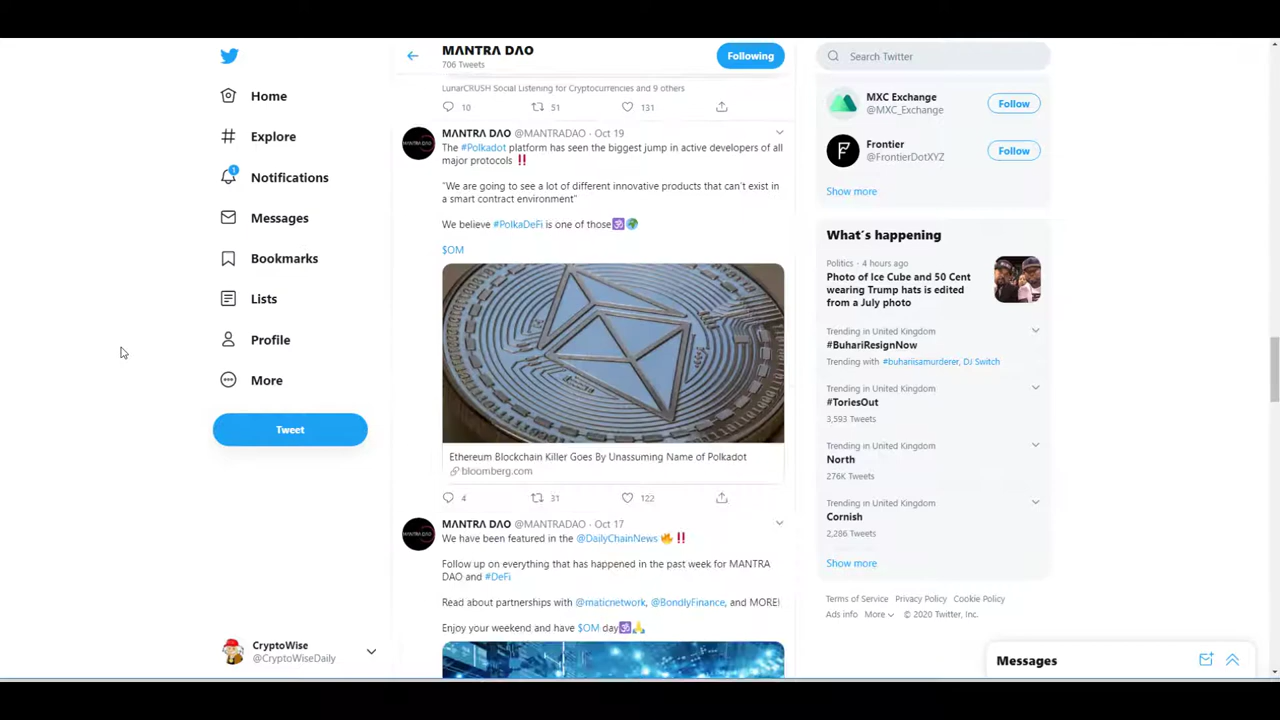 Home
Explore
1
Notifications
Messages
Bookmarks
Lists
Profile
More
Tweet
CryptoWise
@CryptoWiseDaily
MANTRA DAO
706 Tweets
Following
LunarCRUSH Social Listening for Cryptocurrencies and 9 others
10 51 131
MANTRA DAO @MANTRADAO · Oct 19
The #Polkadot platform has seen the biggest jump in active developers of all
major protocols ‼️
"We are going to see a lot of different innovative products that can't exist in
a smart contract environment"
We believe #PolkaDeFi is one of those🕉🌍
$OM
Ethereum Blockchain Killer Goes By Unassuming Name of Polkadot
bloomberg.com
4 31 122
MANTRA DAO @MANTRADAO · Oct 17
We have been featured in the @DailyChainNews 🔥 ‼️
Follow up on everything that has happened in the past week for MANTRA
DAO and #DeFi
Read about partnerships with @maticnetwork, @BondlyFinance, and MORE!
Enjoy your weekend and have $OM day🕉🙏
Search Twitter
MXC Exchange
@MXC_Exchange
Follow
Frontier
@FrontierDotXYZ
Follow
Show more
What's happening
Politics · 4 hours ago
Photo of Ice Cube and 50 Cent
wearing Trump hats is edited
from a July photo
Trending in United Kingdom
#BuhariResignNow
Trending with #buhariisamurderer, DJ Switch
Trending in United Kingdom
#ToriesOut
3,593 Tweets
Trending in United Kingdom
North
276K Tweets
Trending in United Kingdom
Cornish
2,286 Tweets
Show more
Terms of Service Privacy Policy Cookie Policy
Ads info More © 2020 Twitter, Inc.
Messages